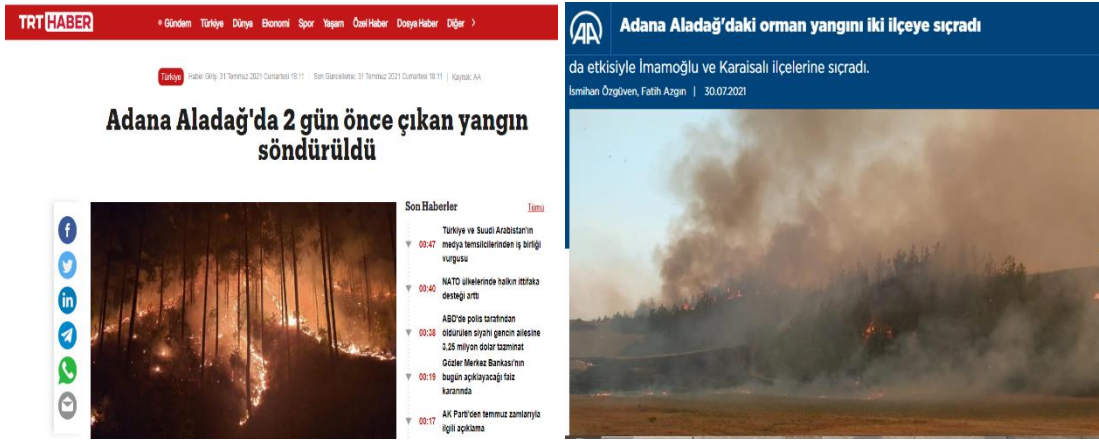 TRT HABER
Gündem Türkiye Dünya Ekonomi Spor Yaşam Özel Haber Dosya Haber Diğer >
Türkiye Haber Giriş: 31 Temmuz 2021 Cumartesi 18:11 | Son Güncelleme: 31 Temmuz 2021 Cumartesi 18:11 | Kaynak: AA
Adana Aladağ'da 2 gün önce çıkan yangın
söndürüldü
Son Haberler Tümü
00:47 Türkiye ve Suudi Arabistan'ın
medya temsilcilerinden iş birliği
vurgusu
00:40 NATO ülkelerinde halkın ittifaka
desteği arttı
00:38 ABD'de polis tarafından
öldürülen siyahi gencin ailesine
3,25 milyon dolar tazminat
00:19 Gözler Merkez Bankası'nın
bugün açıklayacağı faiz
kararında
00:17 AK Parti'den temmuz zamlarıyla
ilgili açıklama
AA
Adana Aladağ'daki orman yangını iki ilçeye sıçradı
da etkisiyle İmamoğlu ve Karaisalı ilçelerine sıçradı.
İsmihan Özgüven, Fatih Azgın | 30.07.2021